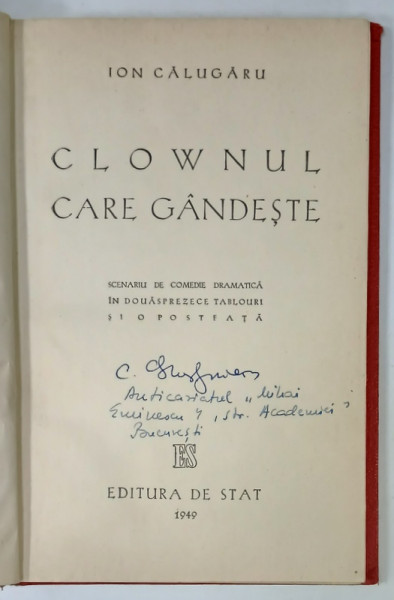 ION CĂLUGĂRU
CLOWNUL
CARE GÂNDEȘTE
SCENARIU DE COMEDIE DRAMATICĂ
ÎN DOUĂSPREZECE TABLOURI
ȘI O POSTFAȚĂ
C.
Anticariatul „Mihai
Eminescu", str. Academiei
București
ES
EDITURA DE STAT
1949